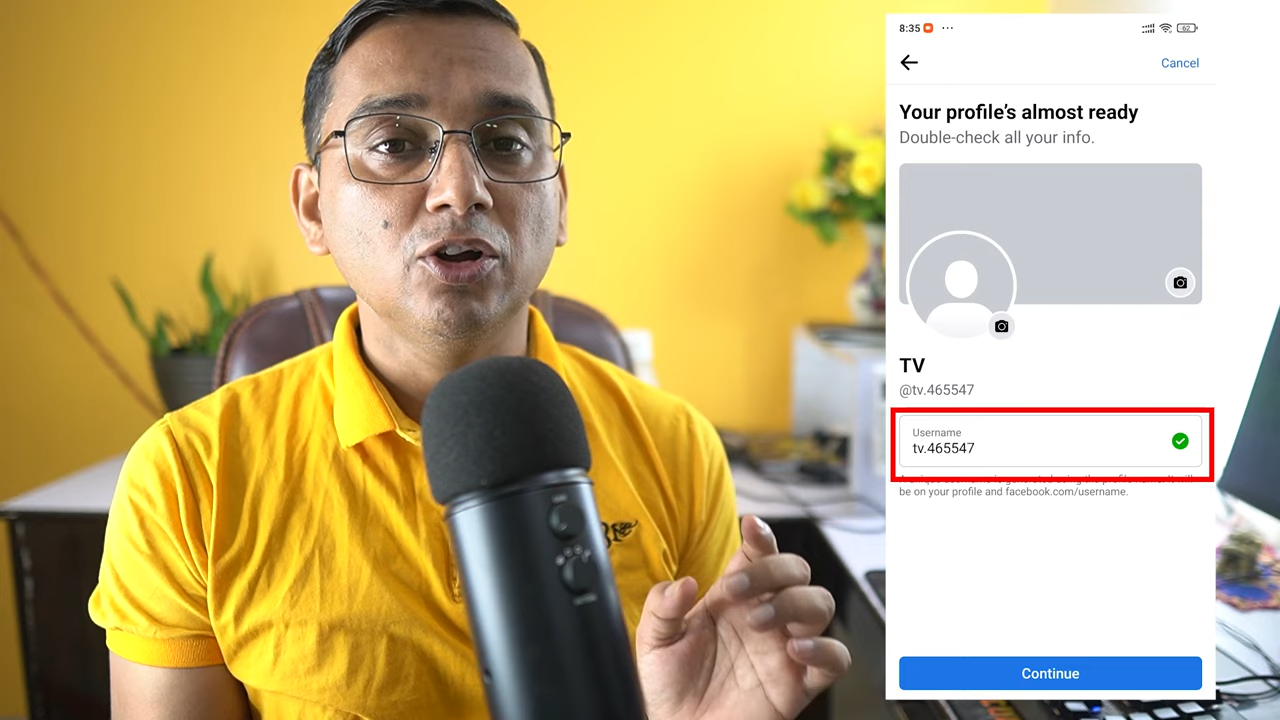 8:35
62
Cancel
Your profile's almost ready
Double-check all your info.
TV
@tv.465547
Username
tv.465547
be on your profile and facebook.com/username.
Continue